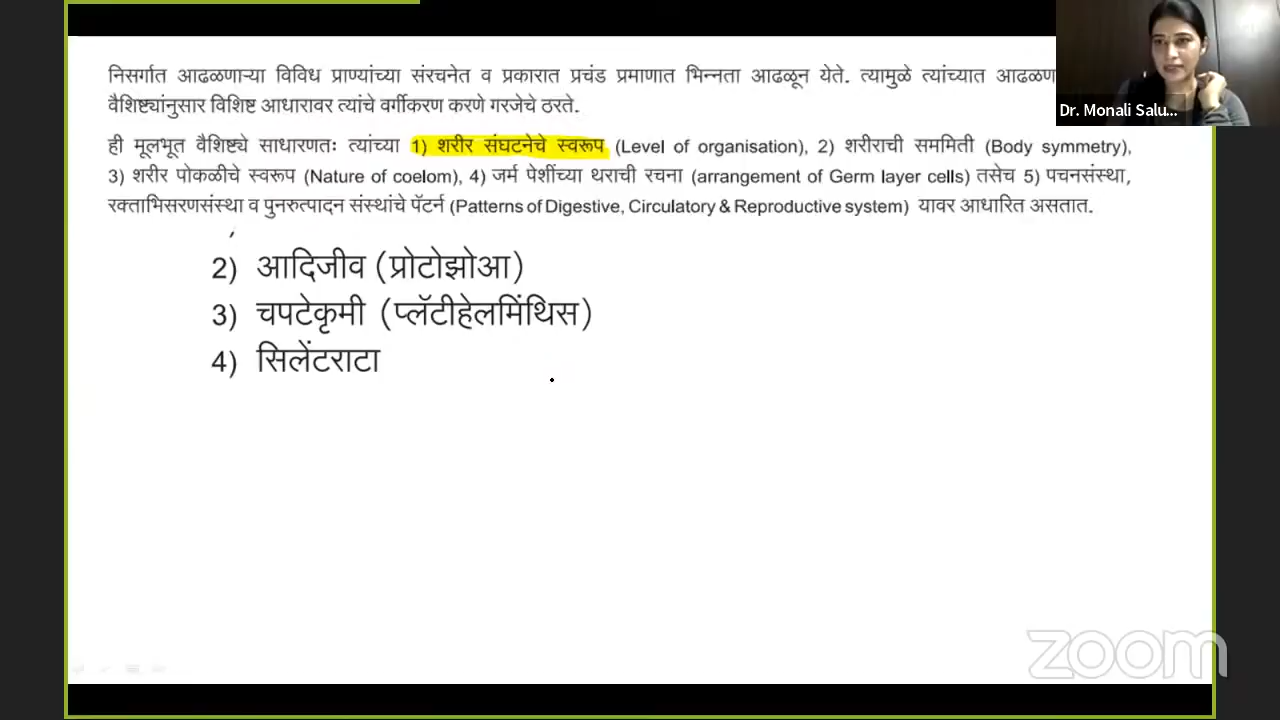 निसर्गात आढळणाऱ्या विविध प्राण्यांच्या संरचनेत व प्रकारात प्रचंड प्रमाणात भिन्नता आढळून येते. त्यामुळे त्यांच्यात
वैशिष्ट्यांनुसार विशिष्ट आधारावर त्यांचे वर्गीकरण करणे गरजेचे ठरते.
ही मूलभूत वैशिष्ट्ये साधारणतः त्यांच्या 1) शरीर संघटनेचे स्वरूप (Level of organisation), 2) शरीराची सममिती (Body symmetry),
3) शरीर पोकळीचे स्वरूप (Nature of coelom), 4) जर्म पेशींच्या थराची रचना (arrangement of Germ layer cells) तसेच 5) पचनसंस्था,
रक्ताभिसरणसंस्था व पुनरुत्पादन संस्थांचे पॅटर्न (Patterns of Digestive, Circulatory & Reproductive system) यावर आधारित असतात.
2) आदिजीव (प्रोटोझोआ)
3) चपटेकृमी (प्लॅटीहेलमिंथिस)
4) सिलेंटराटा
Dr. Monali Salu...
zoom